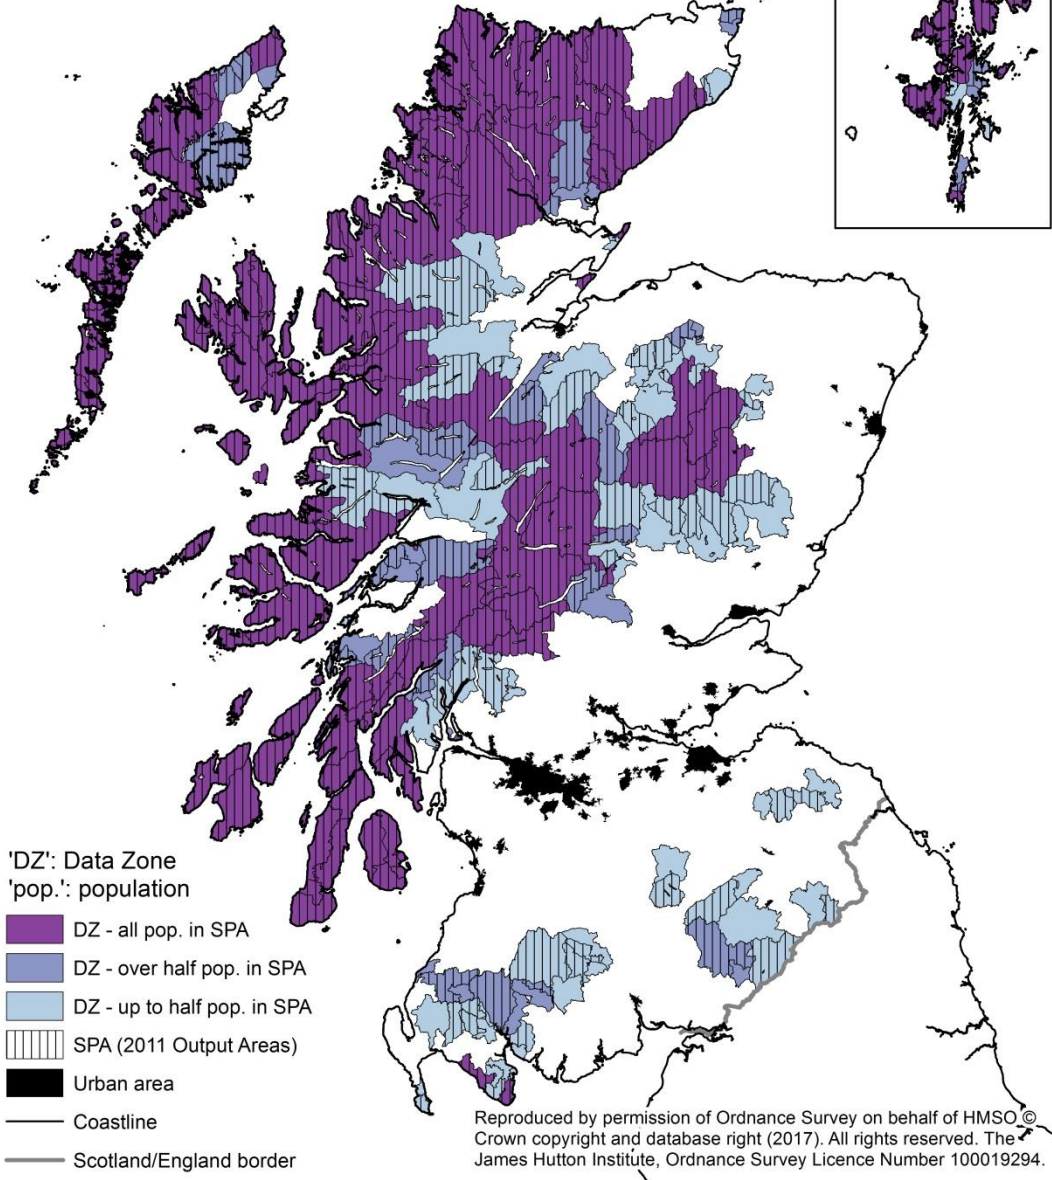 'DZ': Data Zone
'pop.': population
DZ - all pop. in SPA
DZ - over half pop. in SPA
DZ - up to half pop. in SPA
SPA (2011 Output Areas)
Urban area
Coastline
Scotland/England border
Reproduced by permission of Ordnance Survey on behalf of HMSO ©
Crown copyright and database right (2017). All rights reserved. The
James Hutton Institute, Ordnance Survey Licence Number 100019294.